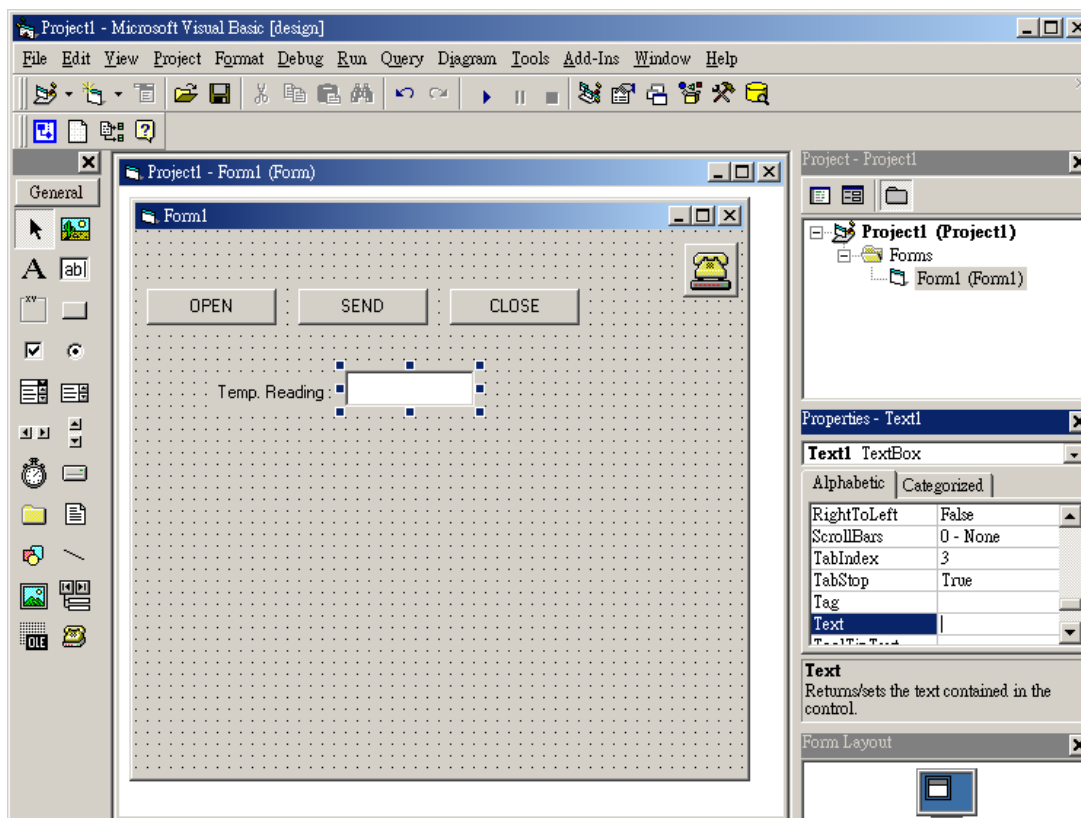 Project1 - Microsoft Visual Basic [design]
File Edit View Project Format Debug Run Query Diagram Tools Add-Ins Window Help
General
A
ab
XY
OLE
Project1 - Form1 (Form)
Form1
OPEN SEND CLOSE
Temp. Reading :
Project - Project1
Project1 (Project1)
Forms
Form1 (Form1)
Properties - Text1
Text1 TextBox
Alphabetic Categorized
RightToLeft False
ScrollBars 0 - None
TabIndex 3
TabStop True
Tag
Text
Text
Returns/sets the text contained in the
control.
Form Layout